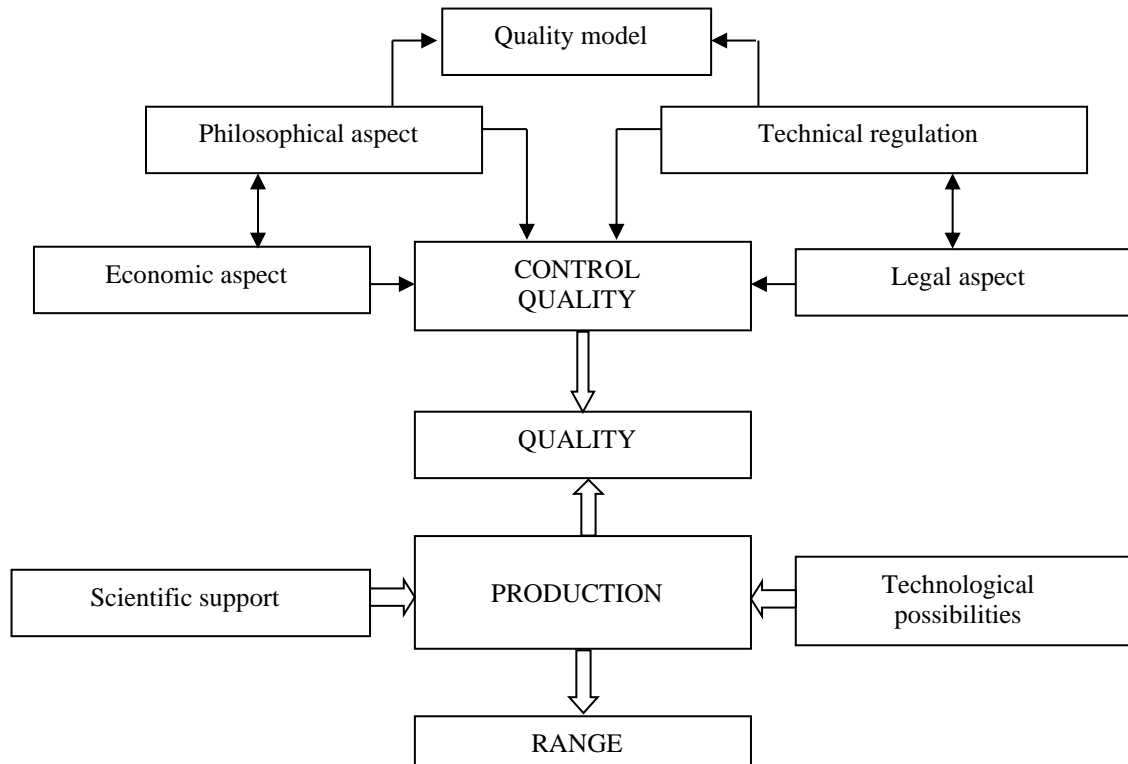 Quality model
Philosophical aspect
Technical regulation
Economic aspect
CONTROL
QUALITY
Legal aspect
QUALITY
Scientific support
PRODUCTION
Technological
possibilities
RANGE